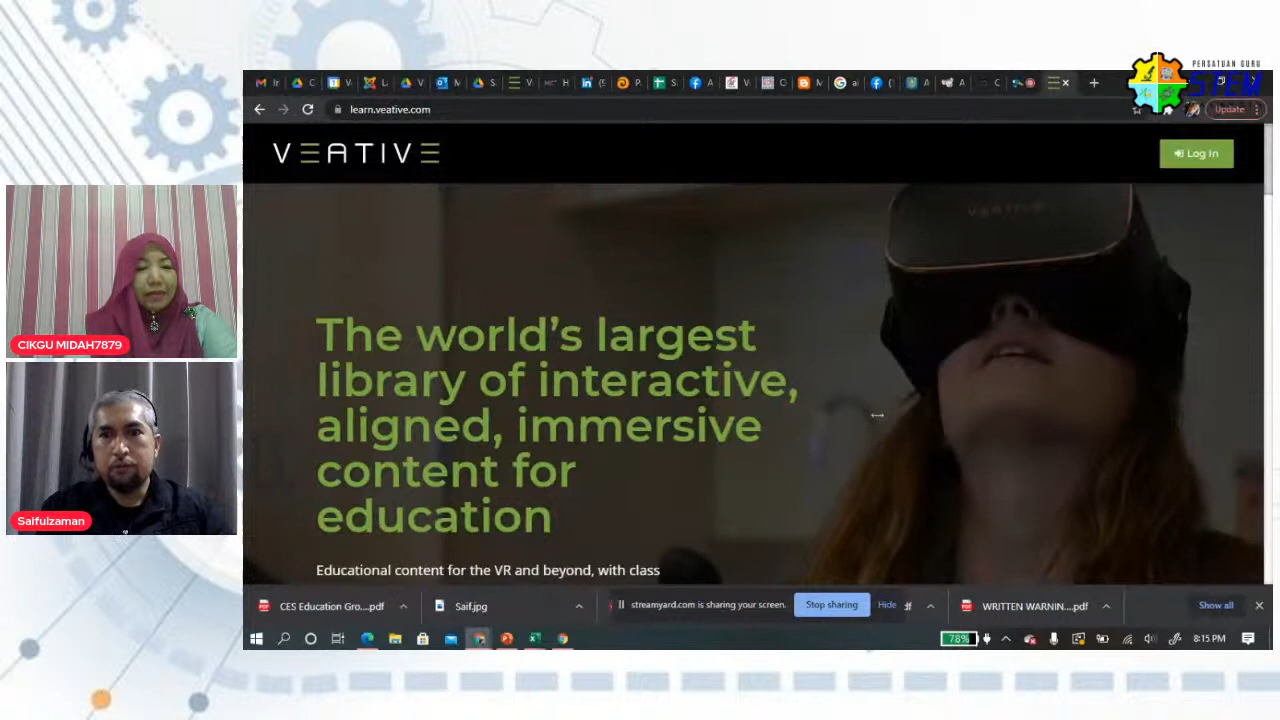 PERSATUAN GURU
STEM
learn.veative.com
Update
VEATIVE
Log In
The world's largest
library of interactive,
aligned, immersive
content for
education
Educational content for the VR and beyond, with class
CIKGU MIDAH7879
Saifulzaman
CES Education Gro....pdf
Saif.jpg
streamyard.com is sharing your screen.
Stop sharing
Hide
df
WRITTEN WARNIN....pdf
Show all
78%
8:15 PM